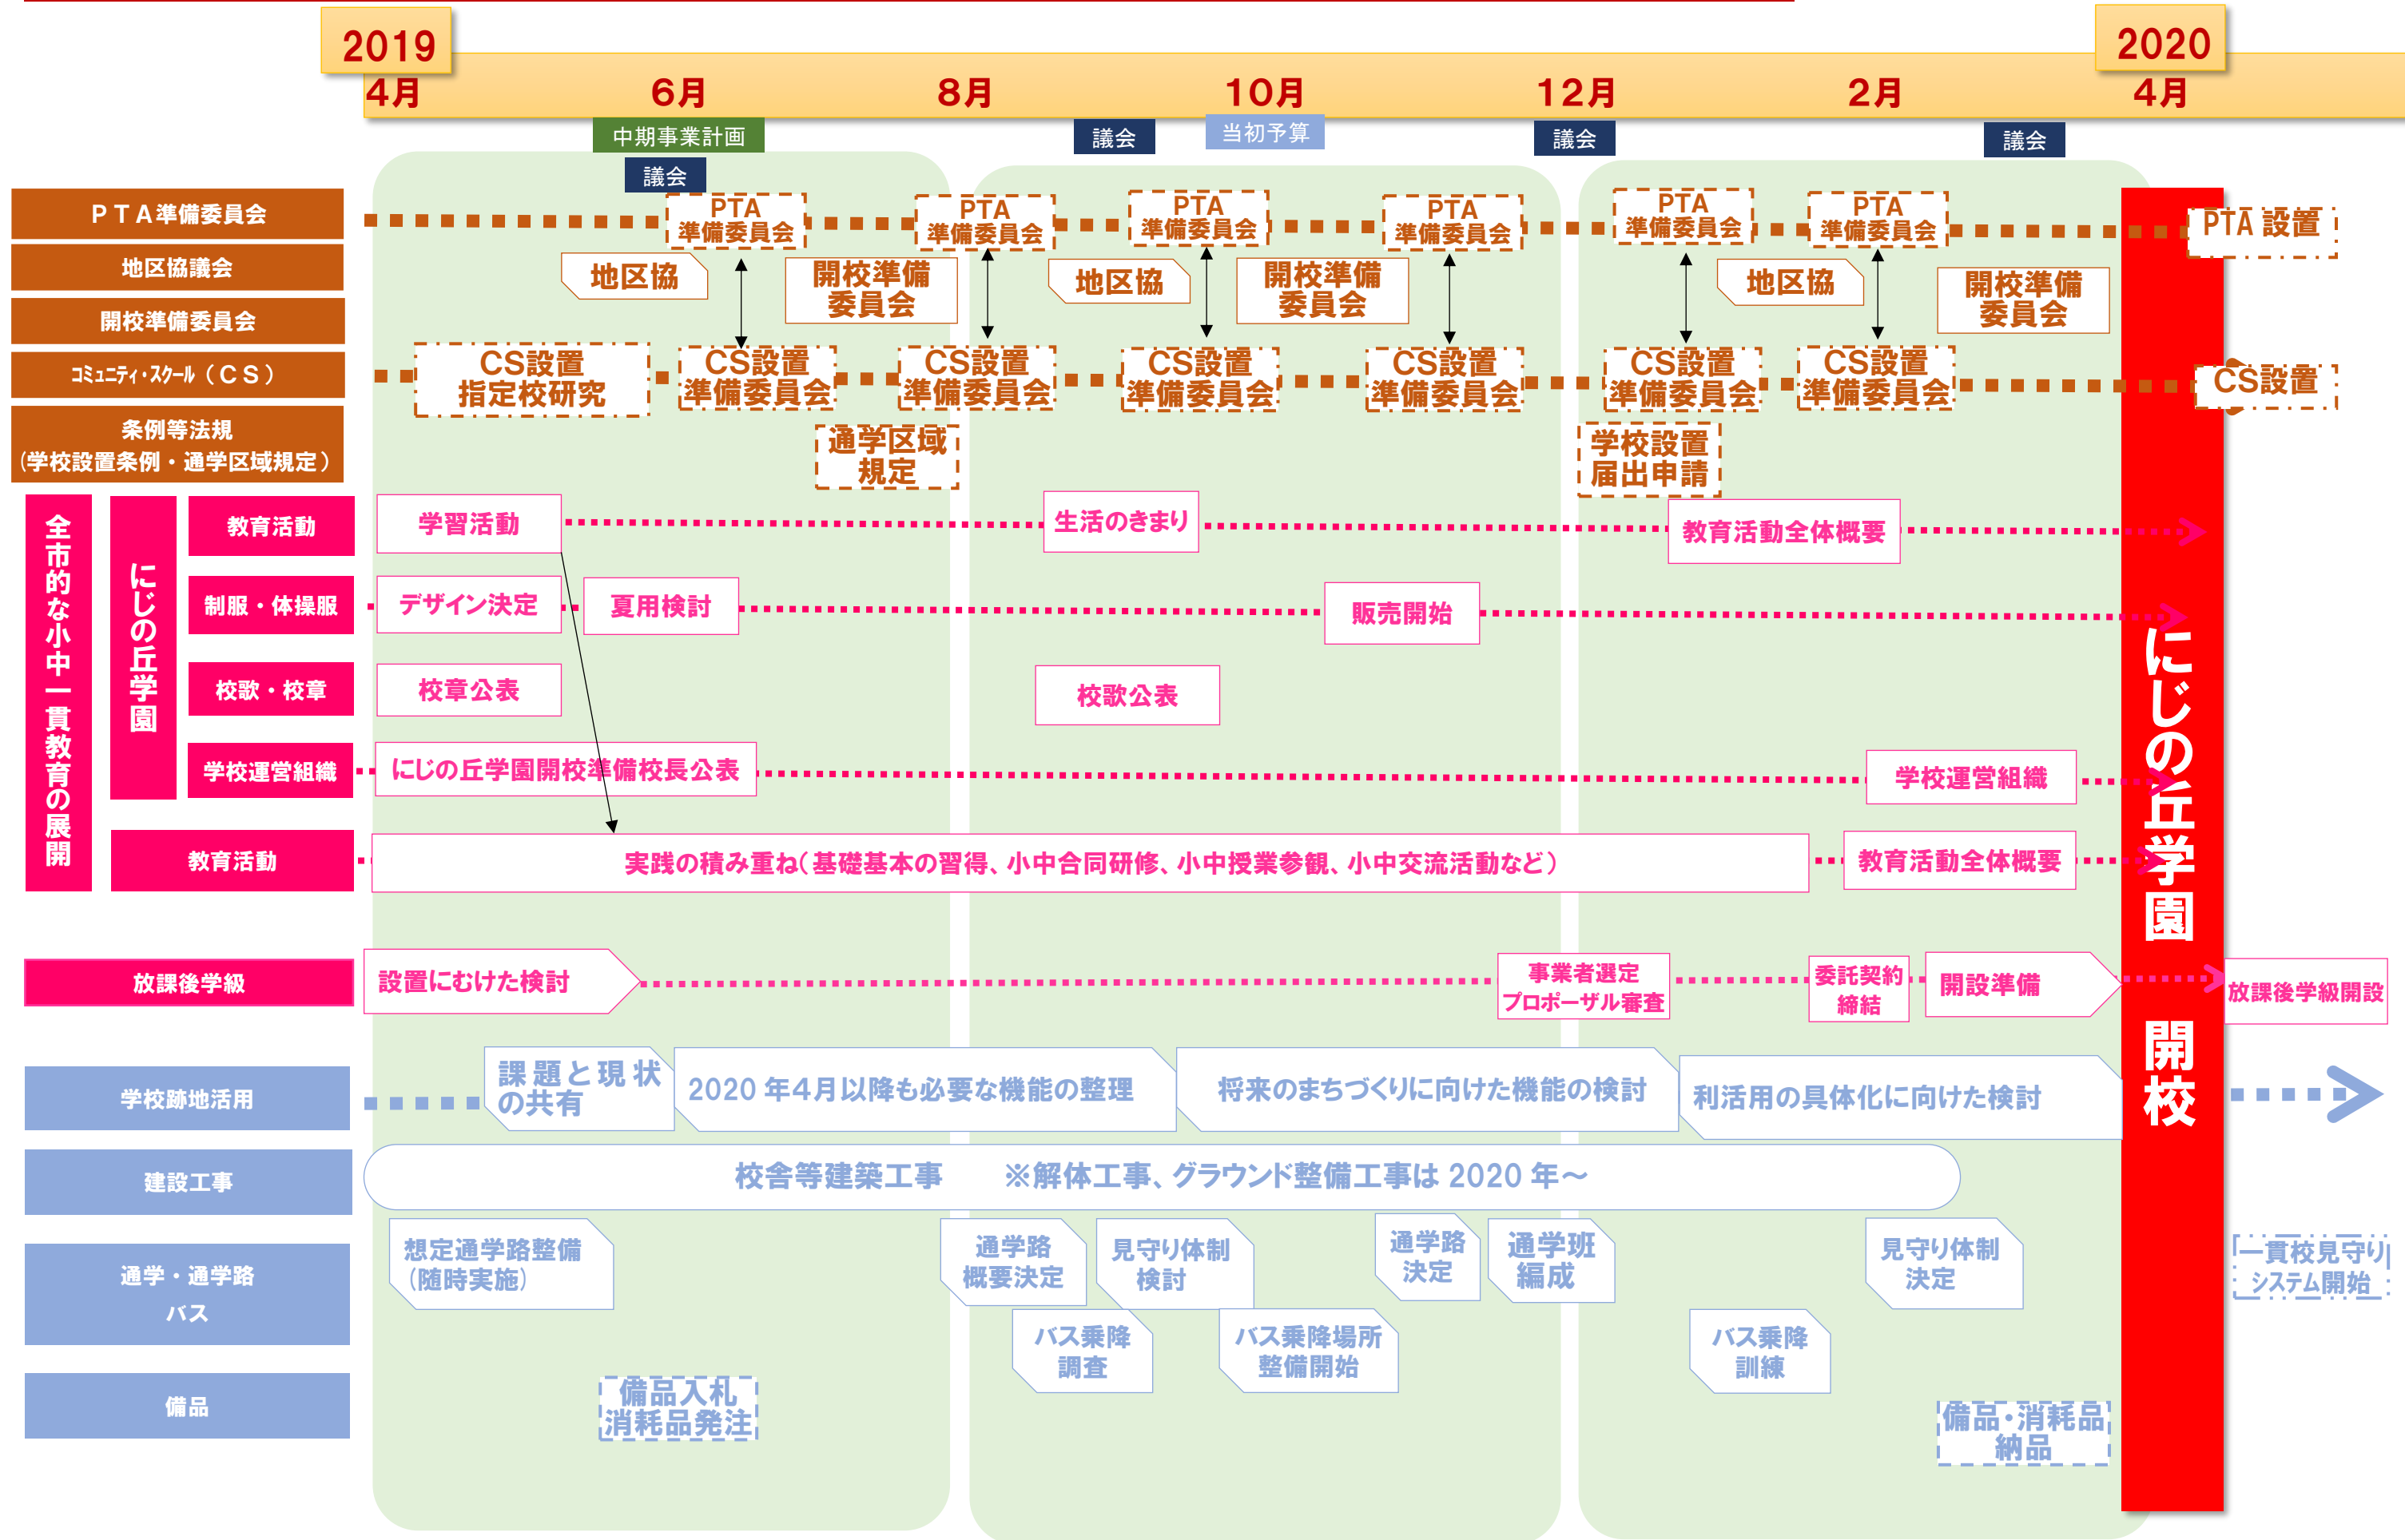 2019
2020
4月
6月
8月
10月
12月
2月
4月
中期事業計画
議会
議会
当初予算
議会
議会
PTA準備委員会
PTA
準備委員会
PTA
準備委員会
PTA
準備委員会
PTA
準備委員会
PTA
準備委員会
PTA
準備委員会
PTA 設置
地区協議会
地区協
地区協
地区協
開校準備委員会
開校準備
委員会
開校準備
委員会
開校準備
委員会
コミュニティ・スクール（CS）
CS設置
指定校研究
CS設置
準備委員会
CS設置
準備委員会
CS設置
準備委員会
CS設置
準備委員会
CS設置
準備委員会
CS設置
準備委員会
CS設置
条例等法規
(学校設置条例・通学区域規定)
通学区域
規定
学校設置
届出申請
全市的な小中一貫教育の展開
にじの丘学園
教育活動
学習活動
生活のきまり
教育活動全体概要
制服・体操服
デザイン決定
夏用検討
販売開始
校歌・校章
校章公表
校歌公表
学校運営組織
にじの丘学園開校準備校長公表
学校運営組織
教育活動
実践の積み重ね（基礎基本の習得、小中合同研修、小中授業参観、小中交流活動など）
教育活動全体概要
にじの丘学園 開校
放課後学級
設置にむけた検討
事業者選定
プロポーザル審査
委託契約
締結
開設準備
放課後学級開設
学校跡地活用
課題と現状
の共有
2020年4月以降も必要な機能の整理
将来のまちづくりに向けた機能の検討
利活用の具体化に向けた検討
建設工事
校舎等建築工事 ※解体工事、グラウンド整備工事は2020年～
通学・通学路
バス
想定通学路整備
(随時実施)
通学路
概要決定
見守り体制
検討
通学路
決定
通学班
編成
見守り体制
決定
一貫校見守り
システム開始
バス乗降
調査
バス乗降場所
整備開始
バス乗降
訓練
備品
備品入札
消耗品発注
備品・消耗品
納品